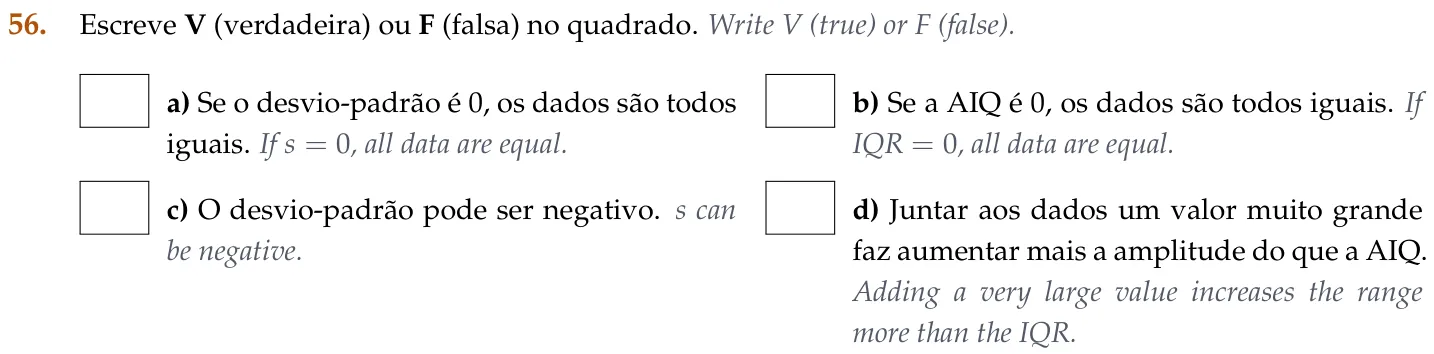 56. Escreve V (verdadeira) ou F (falsa) no quadrado. Write V (true) or F (false).
a) Se o desvio-padrão é 0, os dados são todos
iguais. If s = 0, all data are equal.
b) Se a AIQ é 0, os dados são todos iguais. If
IQR = 0, all data are equal.
c) O desvio-padrão pode ser negativo. s can
be negative.
d) Juntar aos dados um valor muito grande
faz aumentar mais a amplitude do que a AIQ.
Adding a very large value increases the range
more than the IQR.